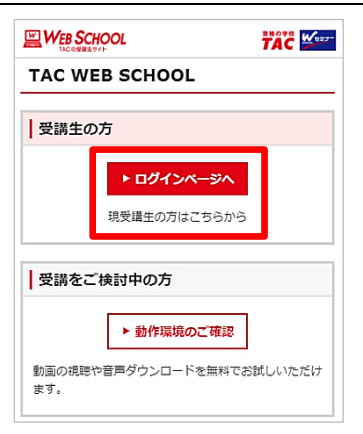 WEB SCHOOL
TACの受講生サイト
資格の学校
TAC Wセミナー
TAC WEB SCHOOL
受講生の方
ログインページへ
現受講生の方はこちらから
受講をご検討中の方
動作環境のご確認
動画の視聴や音声ダウンロードを無料でお試しいただけ
ます。